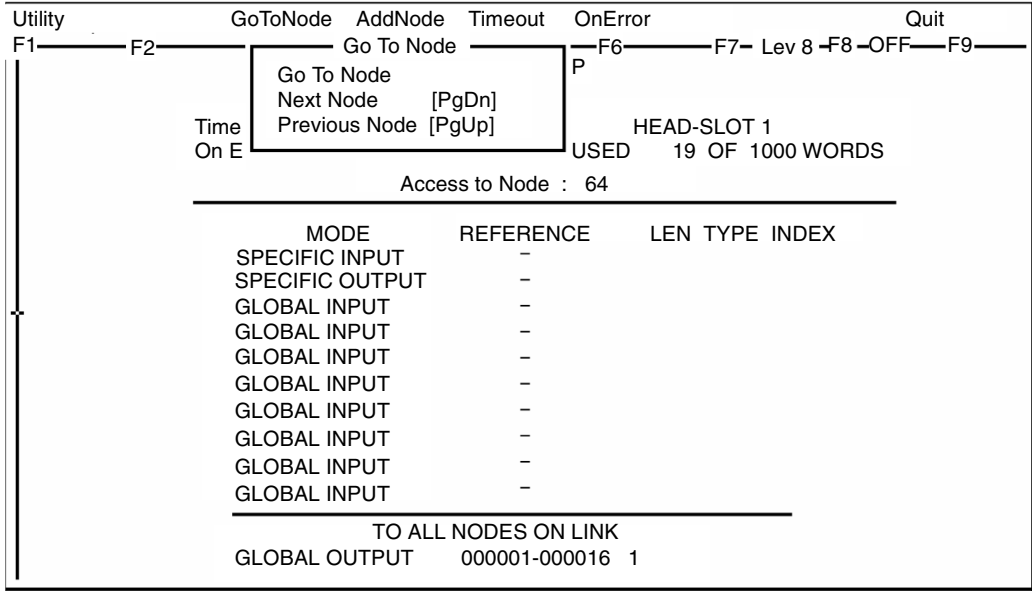 Utility GoToNode AddNode Timeout OnError Quit
F1 F2 Go To Node F6 F7 Lev 8 F8 OFF F9
Go To Node P
Next Node [PgDn]
Time Previous Node [PgUp] HEAD-SLOT 1
On E USED 19 OF 1000 WORDS
Access to Node : 64
MODE REFERENCE LEN TYPE INDEX
SPECIFIC INPUT –
SPECIFIC OUTPUT –
GLOBAL INPUT –
GLOBAL INPUT –
GLOBAL INPUT –
GLOBAL INPUT –
GLOBAL INPUT –
GLOBAL INPUT –
GLOBAL INPUT –
GLOBAL INPUT –
TO ALL NODES ON LINK
GLOBAL OUTPUT 000001-000016 1